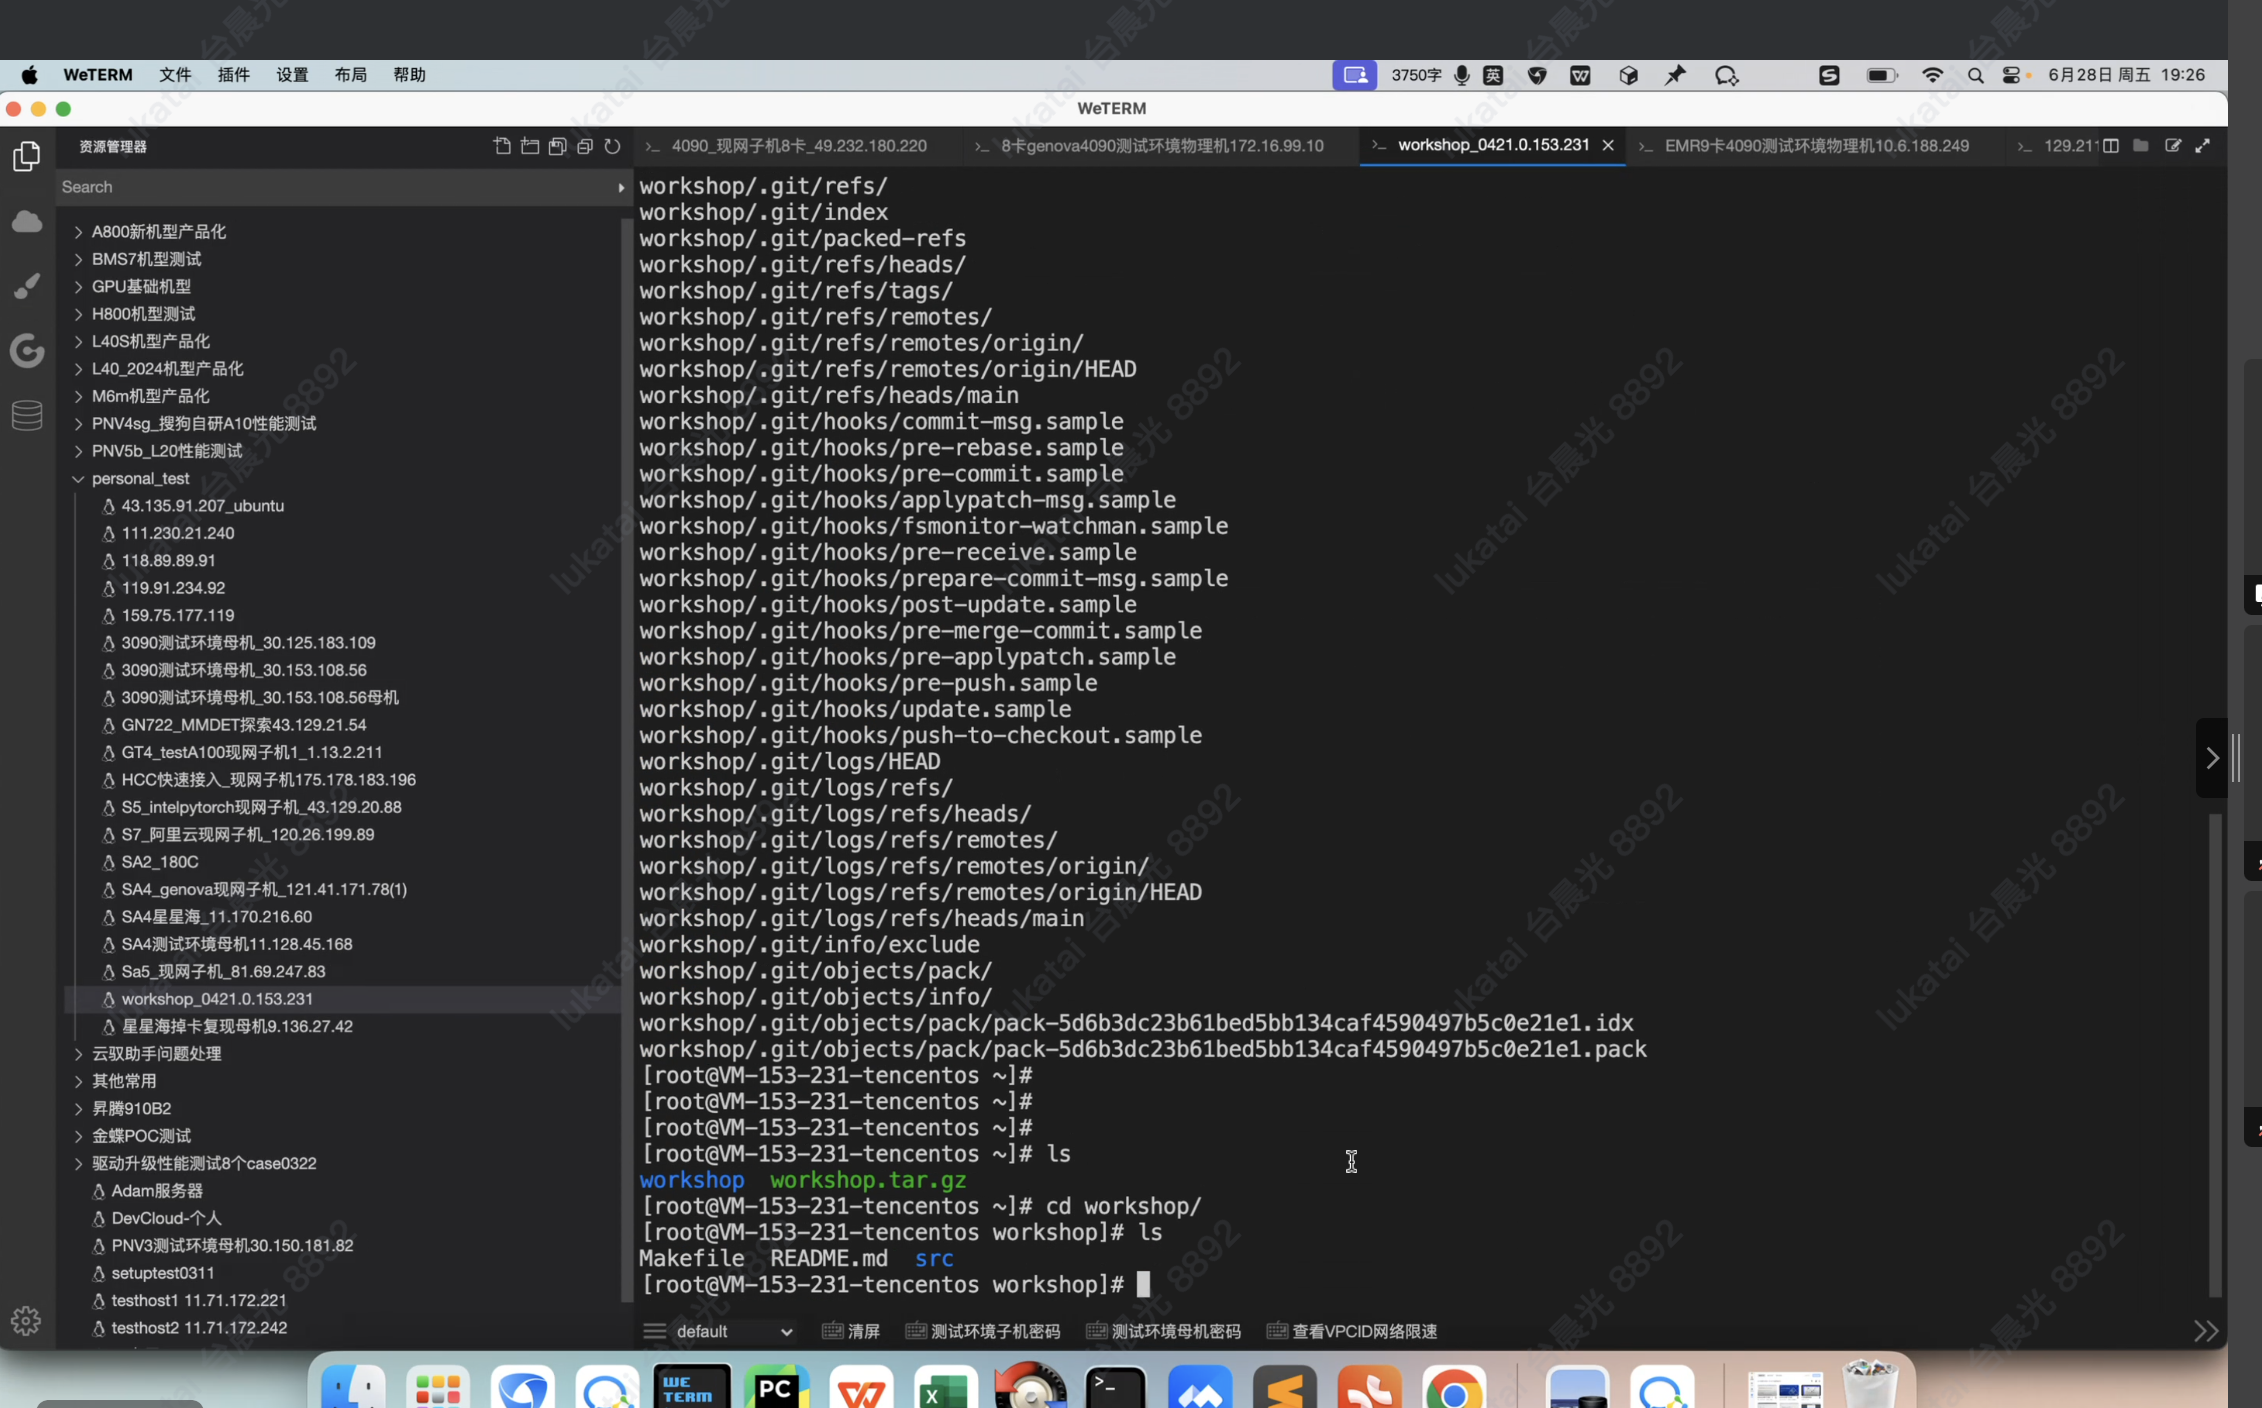 WeTERM 文件 插件 设置 布局 帮助 3750字 英 6月28日 周五 19:26
WeTERM
资源管理器
Search
A800新机型产品化
BMS7机型测试
GPU基础机型
H800机型测试
L40S机型产品化
L40_2024机型产品化
M6m机型产品化
PNV4sg_搜狗自研A10性能测试
PNV5b_L20性能测试
personal_test
43.135.91.207_ubuntu
111.230.21.240
118.89.89.91
119.91.234.92
159.75.177.119
3090测试环境母机_30.125.183.109
3090测试环境母机_30.153.108.56
3090测试环境母机_30.153.108.56母机
GN722_MMDET探索43.129.21.54
GT4_testA100现网子机1_1.13.2.211
HCC快速接入_现网子机175.178.183.196
S5_intelpytorch现网子机_43.129.20.88
S7_阿里云现网子机_120.26.199.89
SA2_180C
SA4_genova现网子机_121.41.171.78(1)
SA4星星海_11.170.216.60
SA4测试环境母机11.128.45.168
Sa5_现网子机_81.69.247.83
workshop_0421.0.153.231
星星海掉卡复现母机9.136.27.42
云驭助手问题处理
其他常用
昇腾910B2
金蝶POC测试
驱动升级性能测试8个case0322
Adam服务器
DevCloud-个人
PNV3测试环境母机30.150.181.82
setuptest0311
testhost1 11.71.172.221
testhost2 11.71.172.242
4090_现网子机8卡_49.232.180.220 8卡genova4090测试环境物理机172.16.99.10 workshop_0421.0.153.231 EMR9卡4090测试环境物理机10.6.188.249 129.211
workshop/.git/refs/
workshop/.git/index
workshop/.git/packed-refs
workshop/.git/refs/heads/
workshop/.git/refs/tags/
workshop/.git/refs/remotes/
workshop/.git/refs/remotes/origin/
workshop/.git/refs/remotes/origin/HEAD
workshop/.git/refs/heads/main
workshop/.git/hooks/commit-msg.sample
workshop/.git/hooks/pre-rebase.sample
workshop/.git/hooks/pre-commit.sample
workshop/.git/hooks/applypatch-msg.sample
workshop/.git/hooks/fsmonitor-watchman.sample
workshop/.git/hooks/pre-receive.sample
workshop/.git/hooks/prepare-commit-msg.sample
workshop/.git/hooks/post-update.sample
workshop/.git/hooks/pre-merge-commit.sample
workshop/.git/hooks/pre-applypatch.sample
workshop/.git/hooks/pre-push.sample
workshop/.git/hooks/update.sample
workshop/.git/hooks/push-to-checkout.sample
workshop/.git/logs/HEAD
workshop/.git/logs/refs/
workshop/.git/logs/refs/heads/
workshop/.git/logs/refs/remotes/
workshop/.git/logs/refs/remotes/origin/
workshop/.git/logs/refs/remotes/origin/HEAD
workshop/.git/logs/refs/heads/main
workshop/.git/info/exclude
workshop/.git/objects/pack/
workshop/.git/objects/info/
workshop/.git/objects/pack/pack-5d6b3dc23b61bed5bb134caf4590497b5c0e21e1.idx
workshop/.git/objects/pack/pack-5d6b3dc23b61bed5bb134caf4590497b5c0e21e1.pack
[root@VM-153-231-tencentos ~]#
[root@VM-153-231-tencentos ~]#
[root@VM-153-231-tencentos ~]#
[root@VM-153-231-tencentos ~]# ls
workshop workshop.tar.gz
[root@VM-153-231-tencentos ~]# cd workshop/
[root@VM-153-231-tencentos workshop]# ls
Makefile README.md src
[root@VM-153-231-tencentos workshop]#
default 清屏 测试环境子机密码 测试环境母机密码 查看VPCID网络限速
WE TERM
PC
lukatai 台晨光 8892